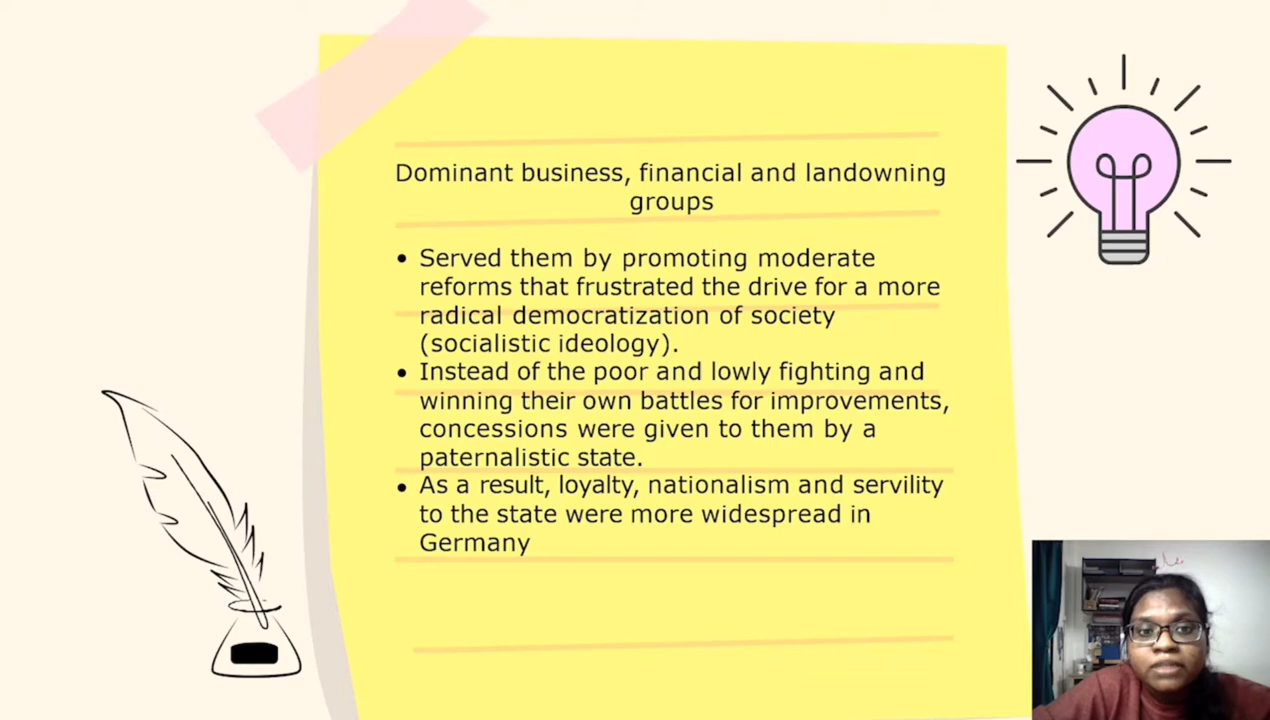 Dominant business, financial and landowning
groups
• Served them by promoting moderate
reforms that frustrated the drive for a more
radical democratization of society
(socialistic ideology).
• Instead of the poor and lowly fighting and
winning their own battles for improvements,
concessions were given to them by a
paternalistic state.
• As a result, loyalty, nationalism and servility
to the state were more widespread in
Germany